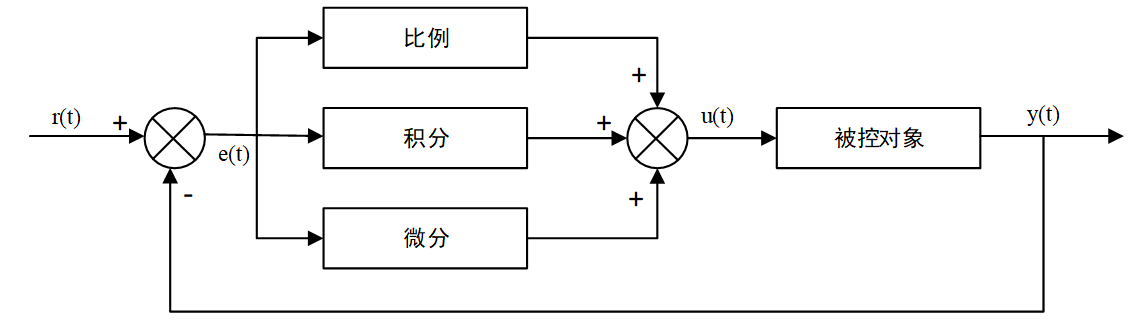 比例
r(t)
+
+
积分
+
u(t)
被控对象
y(t)
e(t)
-
+
微分